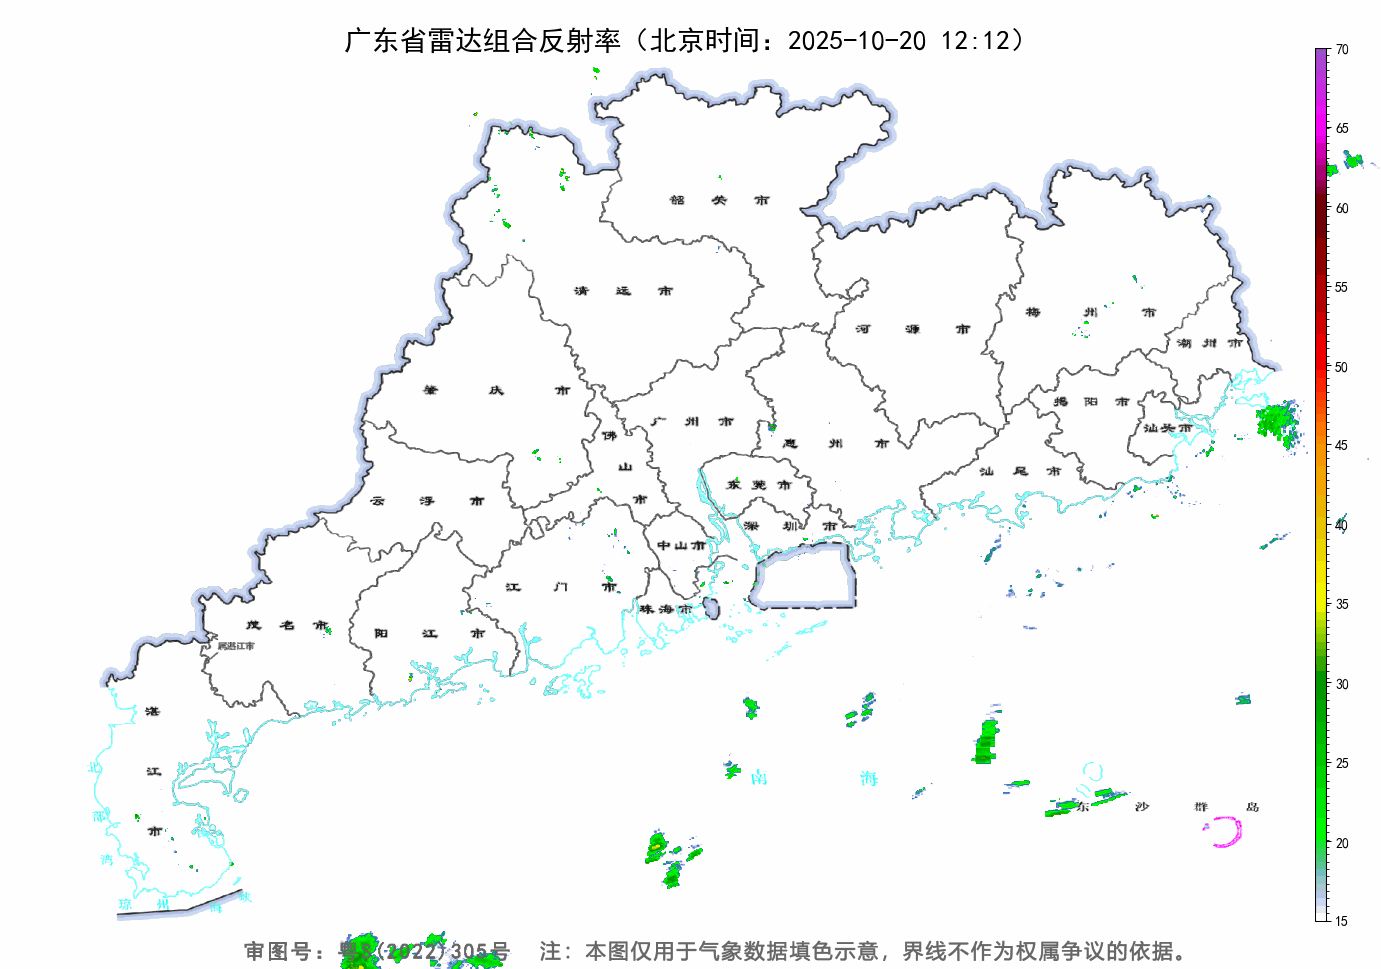 广东省雷达组合反射率（北京时间：2025-10-20 12:12）
70
65
60
55
50
45
40
35
30
25
20
15
韶关市
清远市
河源市
梅州市
潮州市
肇庆市
广州市
佛山市
惠州市
揭阳市
汕头市
汕尾市
东莞市
云浮市
深圳市
中山市
江门市
珠海市
茂名市
阳江市
属湛江市
湛江市
北部湾
南海
东沙群岛
琼州海峡
审图号：粤S(2022)305号 注：本图仅用于气象数据填色示意，界线不作为权属争议的依据。